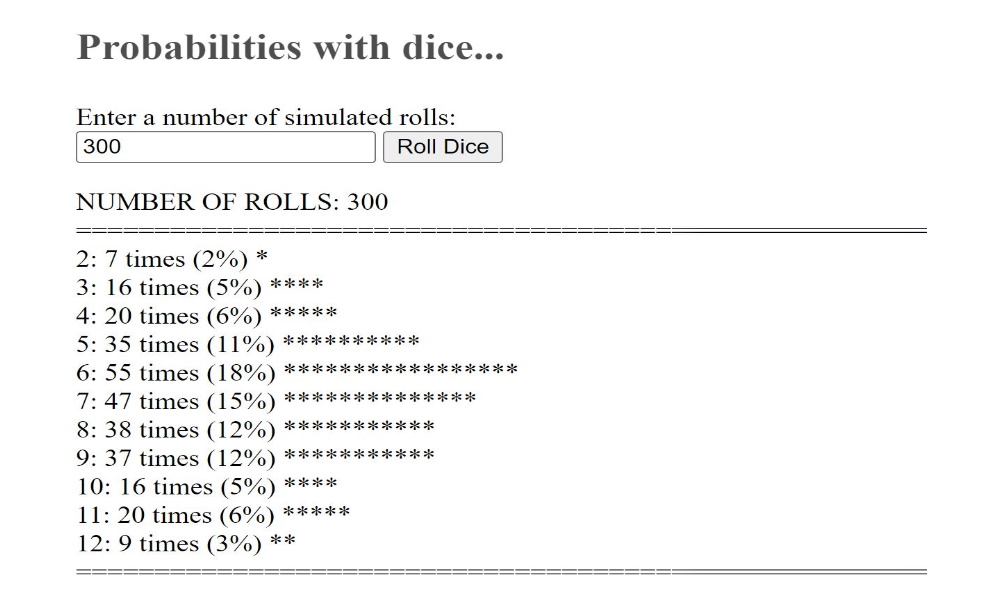 Probabilities with dice...
Enter a number of simulated rolls:
300 Roll Dice
NUMBER OF ROLLS: 300
=======================================================
2: 7 times (2%) *
3: 16 times (5%) ****
4: 20 times (6%) *****
5: 35 times (11%) **********
6: 55 times (18%) *****************
7: 47 times (15%) **************
8: 38 times (12%) ***********
9: 37 times (12%) ***********
10: 16 times (5%) ****
11: 20 times (6%) *****
12: 9 times (3%) **
=======================================================